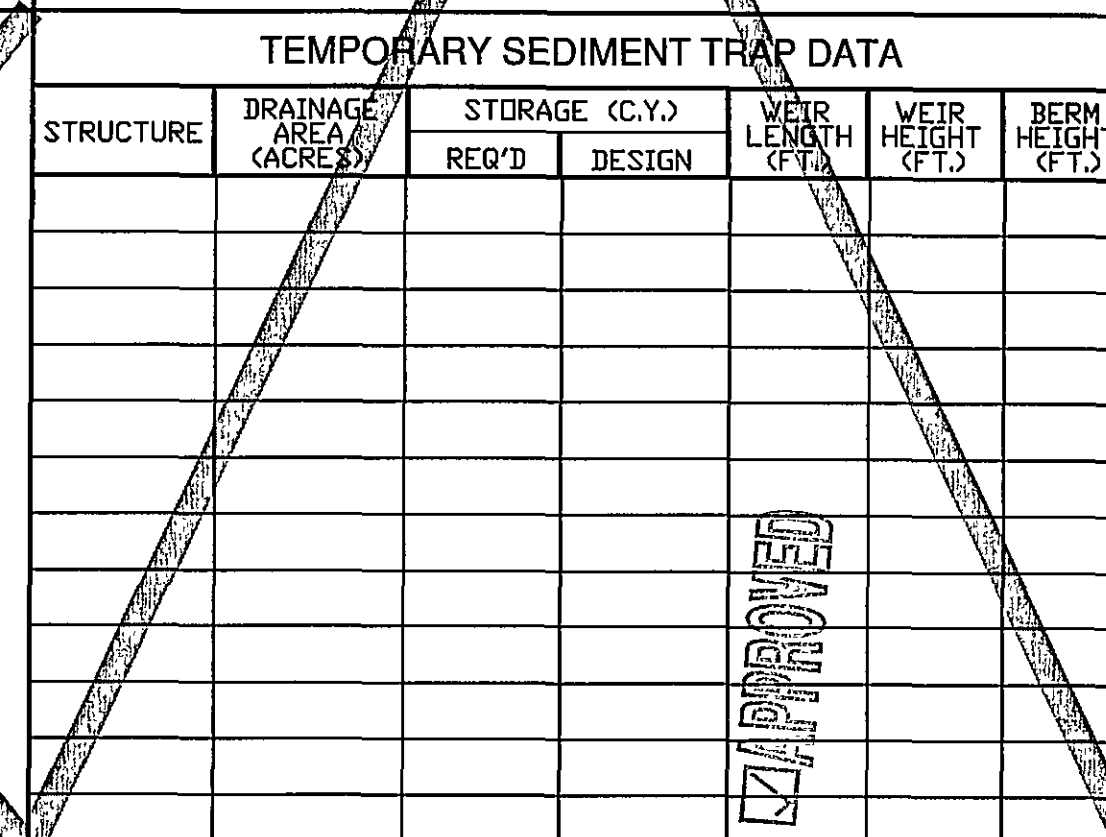 TEMPORARY SEDIMENT TRAP DATA
STRUCTURE
DRAINAGE
AREA
(ACRES)
STORAGE (C.Y.)
REQ'D
DESIGN
WEIR
LENGTH
(FT.)
WEIR
HEIGHT
(FT.)
BERM
HEIGHT
(FT.)
APPROVED